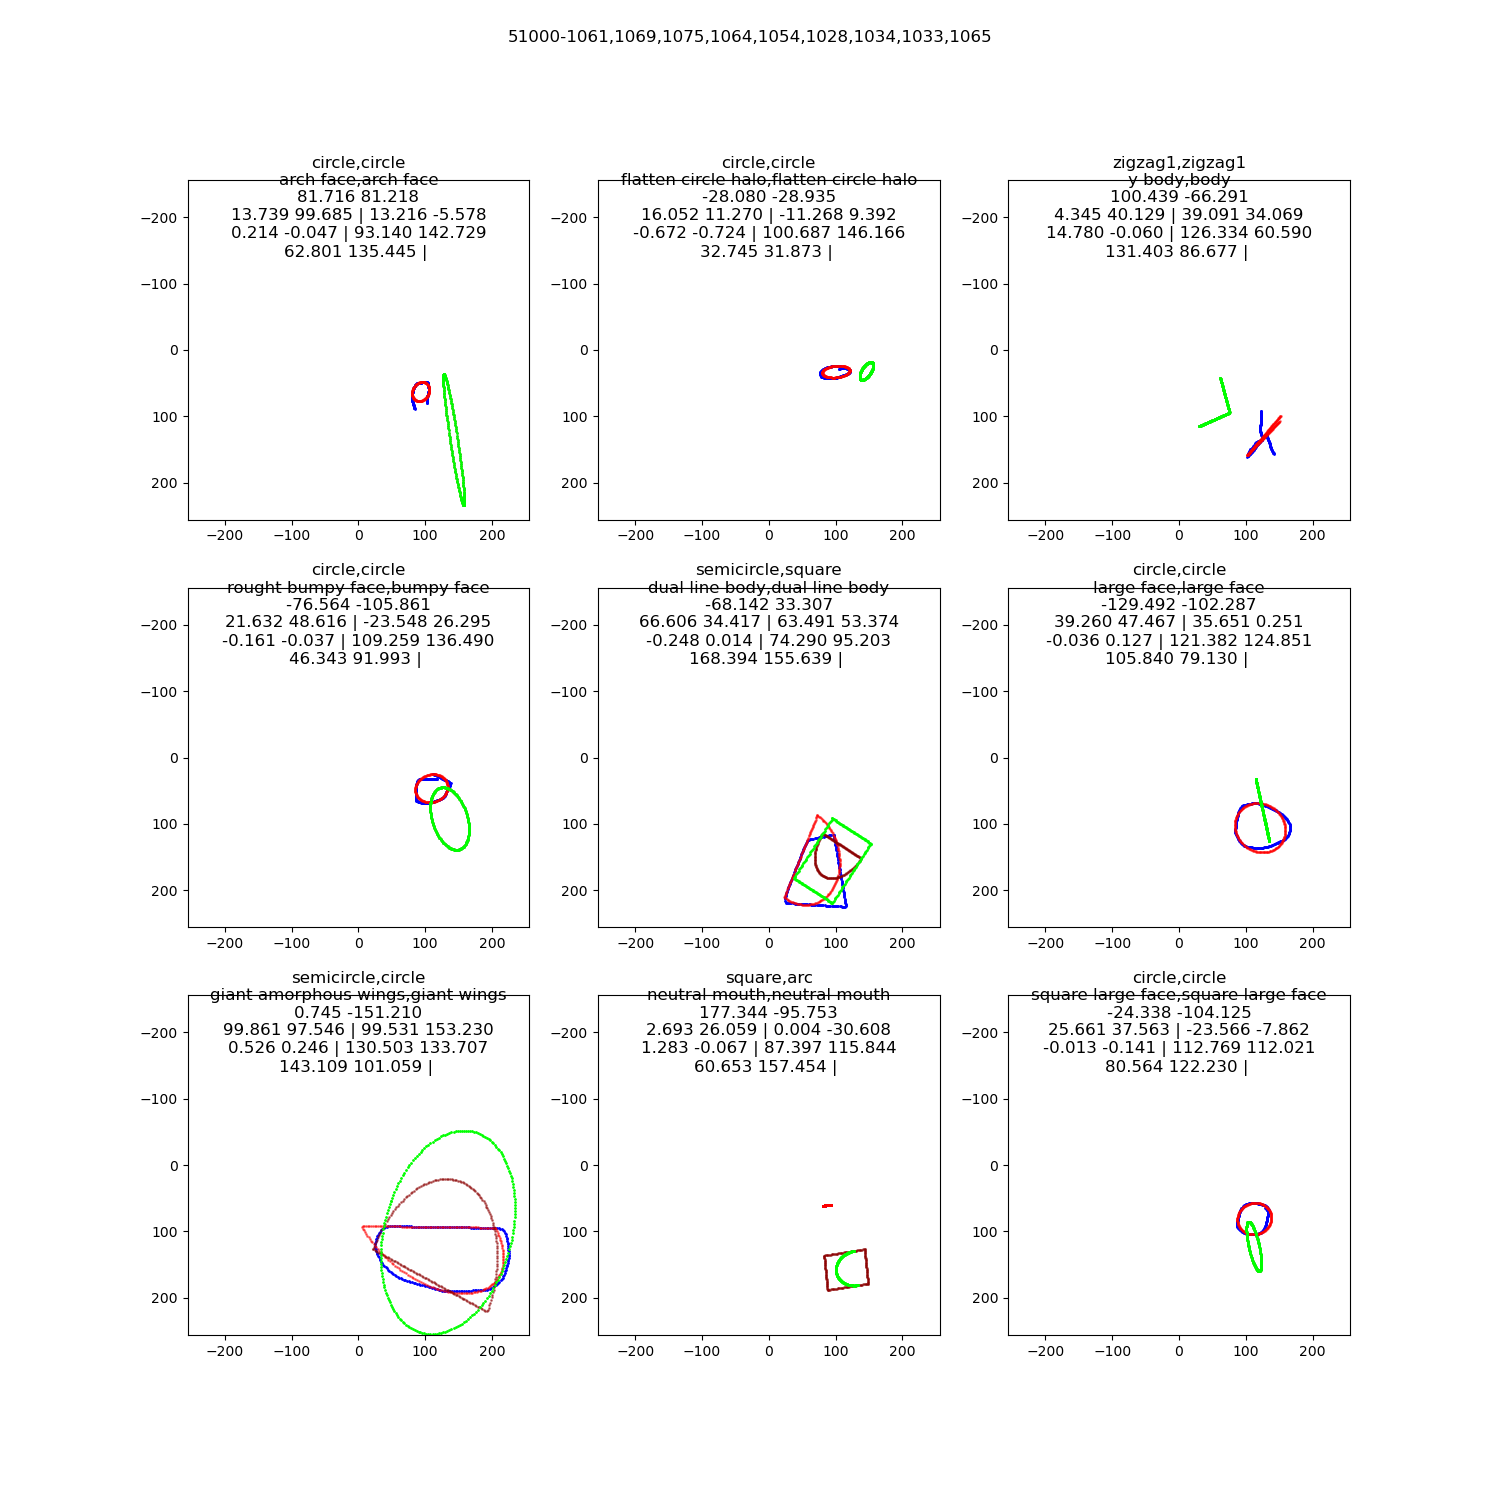 51000-1061,1069,1075,1064,1054,1028,1034,1033,1065
circle,circle
arch face,arch face
81.716 81.218
13.739 99.685 | 13.216 -5.578
0.214 -0.047 | 93.140 142.729
62.801 135.445 |
−200
−100
0
100
200
−200 −100 0 100 200
circle,circle
flatten circle halo,flatten circle halo
-28.080 -28.935
16.052 11.270 | -11.268 9.392
-0.672 -0.724 | 100.687 146.166
32.745 31.873 |
−200
−100
0
100
200
−200 −100 0 100 200
zigzag1,zigzag1
y body,body
100.439 -66.291
4.345 40.129 | 39.091 34.069
14.780 -0.060 | 126.334 60.590
131.403 86.677 |
−200
−100
0
100
200
−200 −100 0 100 200
circle,circle
rought bumpy face,bumpy face
-76.564 -105.861
21.632 48.616 | -23.548 26.295
-0.161 -0.037 | 109.259 136.490
46.343 91.993 |
−200
−100
0
100
200
−200 −100 0 100 200
semicircle,square
dual line body,dual line body
-68.142 33.307
66.606 34.417 | 63.491 53.374
-0.248 0.014 | 74.290 95.203
168.394 155.639 |
−200
−100
0
100
200
−200 −100 0 100 200
circle,circle
large face,large face
-129.492 -102.287
39.260 47.467 | 35.651 0.251
-0.036 0.127 | 121.382 124.851
105.840 79.130 |
−200
−100
0
100
200
−200 −100 0 100 200
semicircle,circle
giant amorphous wings,giant wings
0.745 -151.210
99.861 97.546 | 99.531 153.230
0.526 0.246 | 130.503 133.707
143.109 101.059 |
−200
−100
0
100
200
−200 −100 0 100 200
square,arc
neutral mouth,neutral mouth
177.344 -95.753
2.693 26.059 | 0.004 -30.608
1.283 -0.067 | 87.397 115.844
60.653 157.454 |
−200
−100
0
100
200
−200 −100 0 100 200
circle,circle
square large face,square large face
-24.338 -104.125
25.661 37.563 | -23.566 -7.862
-0.013 -0.141 | 112.769 112.021
80.564 122.230 |
−200
−100
0
100
200
−200 −100 0 100 200